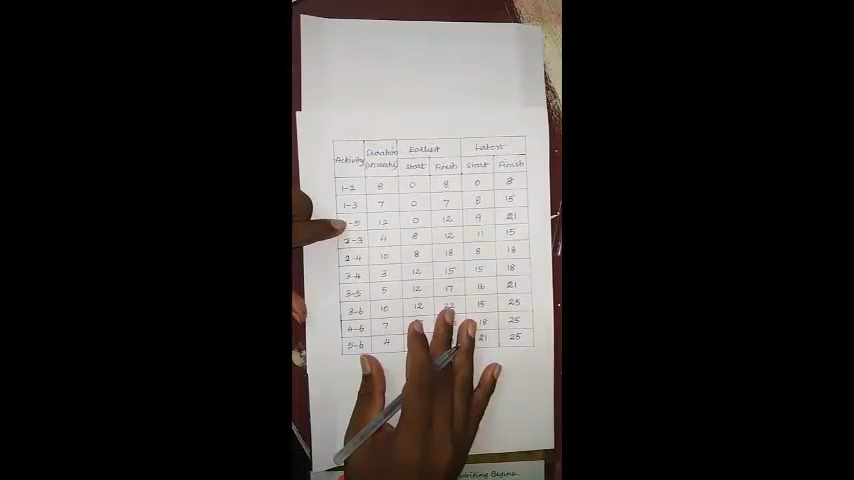 Activity Duration (in weeks) Earliest Latest
Start Finish Start Finish
1-2 8 0 8 0 8
1-3 7 0 7 8 15
-5 12 0 12 9 21
2-3 4 8 12 11 15
2-4 10 8 18 8 18
3-4 3 12 15 15 18
3-5 5 12 17 16 21
3-6 10 12 22 15 25
4-6 7 18 25
5-6 4 21 25
Writing Begins